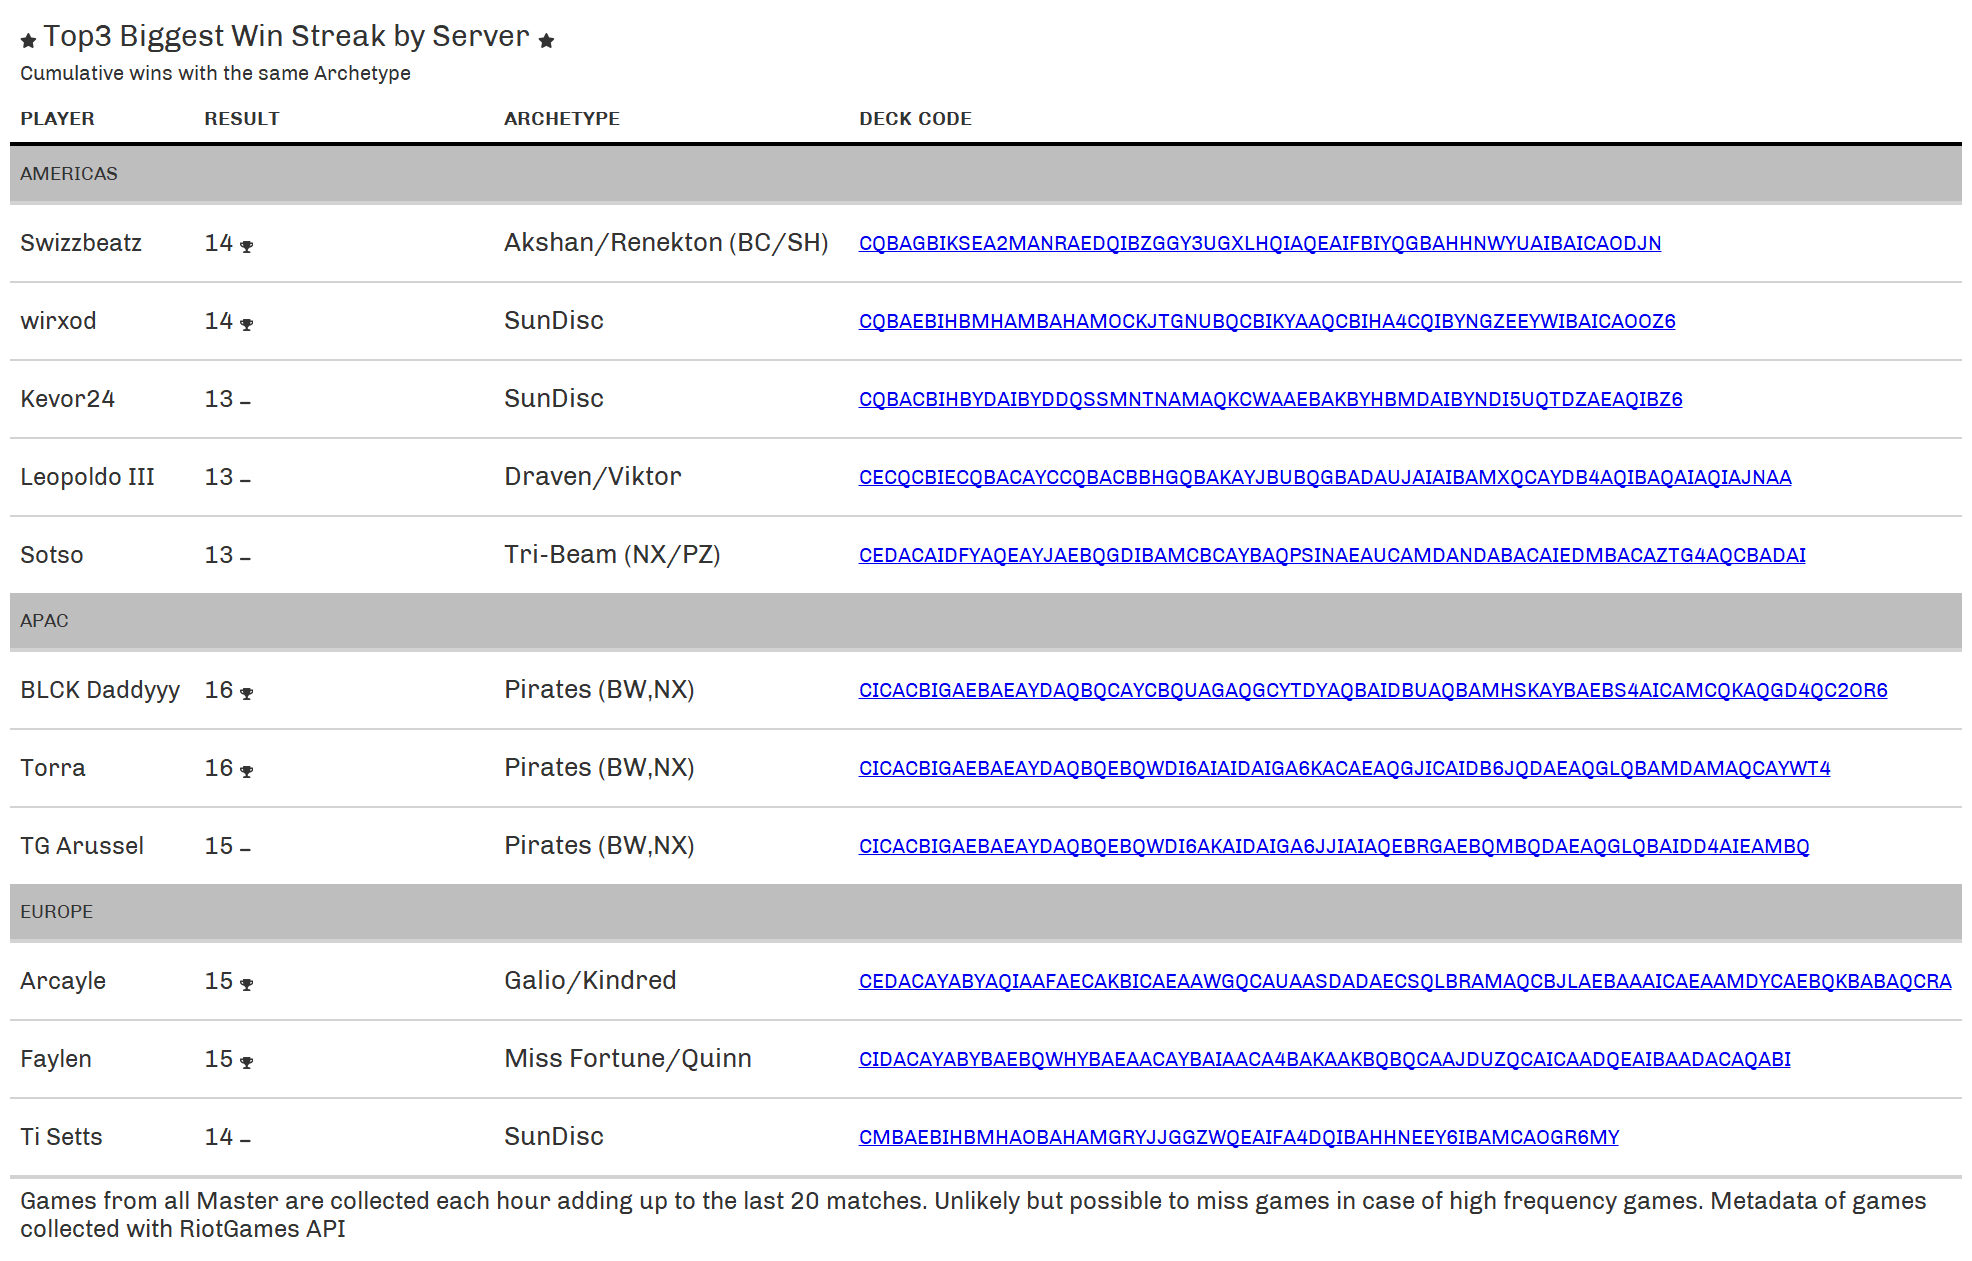 ★ Top3 Biggest Win Streak by Server ★
Cumulative wins with the same Archetype
PLAYER RESULT ARCHETYPE DECK CODE
AMERICAS
Swizzbeatz 14 Akshan/Renekton (BC/SH) CQBAGBIKSEA2MANRAEDQIBZGGY3UGXLHQIAQEAIFBIYQGBAHHNWYUAIBAICAODJN
wirxod 14 SunDisc CQBAEBIHBMHAMBAHAMOCKJTGNUBQCBIKYAAQCBIHA4CQIBYNGZEEYWIBAICAOOZ6
Kevor24 13 – SunDisc CQBACBIHBYDAIBYDDQSSMNTNAMAQKCWAAEBAKBYHBMDAIBYNDI5UQTDZAEAQIBZ6
Leopoldo III 13 – Draven/Viktor CECQCBIECQBACAYCCQBACBBHGQBAKAYJBUBQGBADAUJAIAIBAMXQCAYDB4AQIBAQAIAQIAJNAA
Sotso 13 – Tri-Beam (NX/PZ) CEDACAIDFYAQEAYJAEBQGDIBAMCBCAYBAQPSINAEAUCAMDANDABACAIEDMBACAZTG4AQCBADAI
APAC
BLCK Daddyyy 16 Pirates (BW,NX) CICACBIGAEBAEAYDAQBQCAYCBQUAGAQGCYTDYAQBAIDBUAQBAMHSKAYBAEBS4AICAMCQKAQGD4QC2OR6
Torra 16 Pirates (BW,NX) CICACBIGAEBAEAYDAQBQEBQWDI6AIAIDAIGA6KACAEAQGJICAIDB6JQDAEAQGLQBAMDAMAQCAYWT4
TG Arussel 15 – Pirates (BW,NX) CICACBIGAEBAEAYDAQBQEBQWDI6AKAIDAIGA6JJIAIAQEBRGAEBQMBQDAEAQGLQBAIDD4AIEAMBQ
EUROPE
Arcayle 15 Galio/Kindred CEDACAYABYAQIAAFAECAKBICAEAAWGQCAUAASDADAECSQLBRAMAQCBJLAEBAAAICAEAAMDYCAEBQKBABAQCRA
Faylen 15 Miss Fortune/Quinn CIDACAYABYBAEBQWHYBAEAACAYBAIAACA4BAKAAKBQBQCAAJDUZQCAICAADQEAIBAADACAQABI
Ti Setts 14 – SunDisc CMBAEBIHBMHAOBAHAMGRYJJGGZWQEAIFA4DQIBAHHNEEY6IBAMCAOGR6MY
Games from all Master are collected each hour adding up to the last 20 matches. Unlikely but possible to miss games in case of high frequency games. Metadata of games
collected with RiotGames API